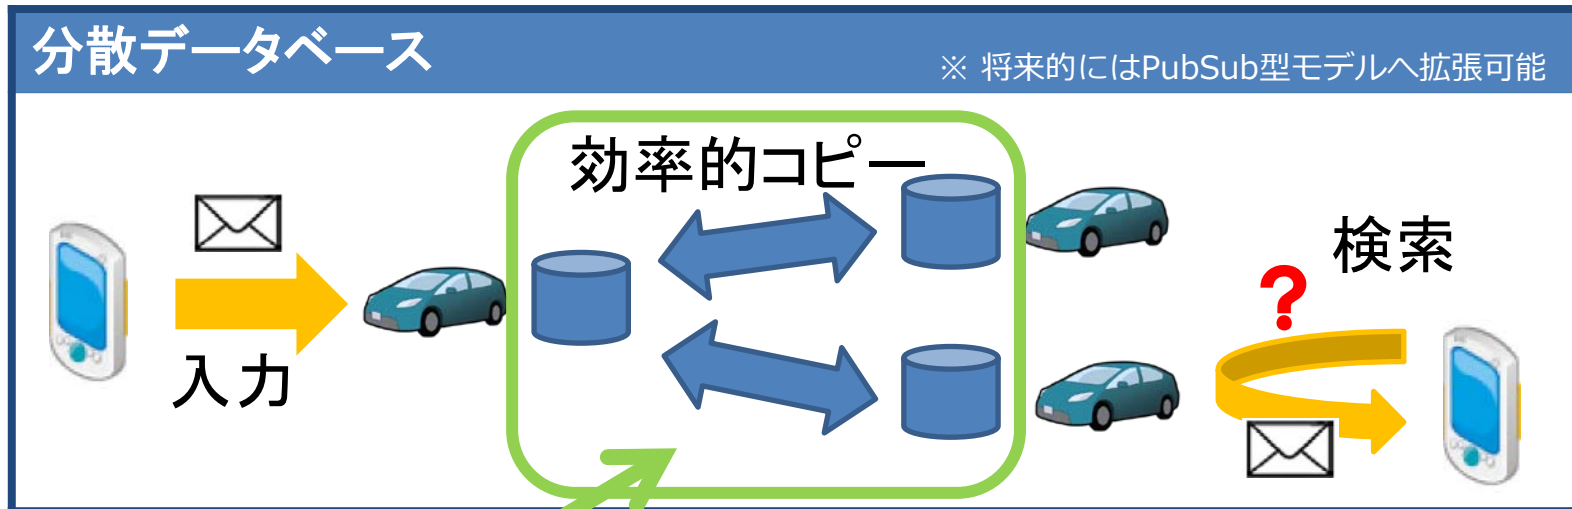 分散データベース
※ 将来的にはPubSub型モデルへ拡張可能
効率的コピー
入力
検索
?